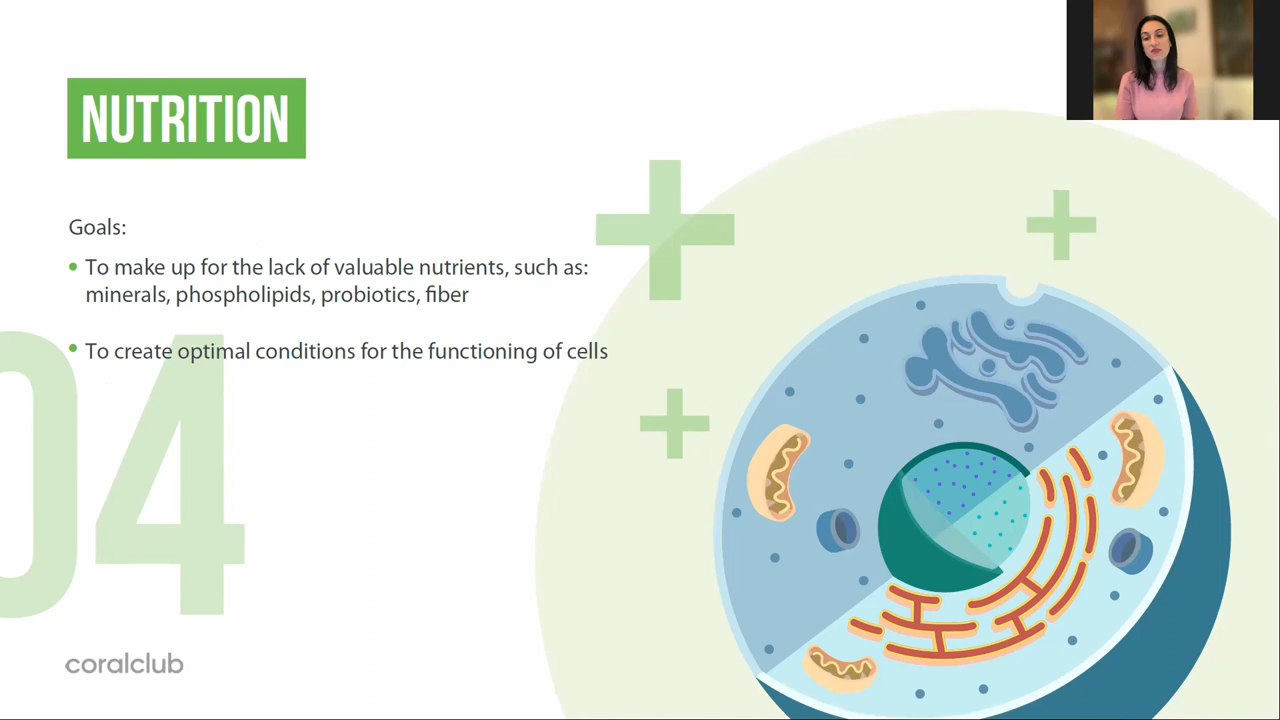 NUTRITION
Goals:
• To make up for the lack of valuable nutrients, such as:
minerals, phospholipids, probiotics, fiber
• To create optimal conditions for the functioning of cells
04
coralclub